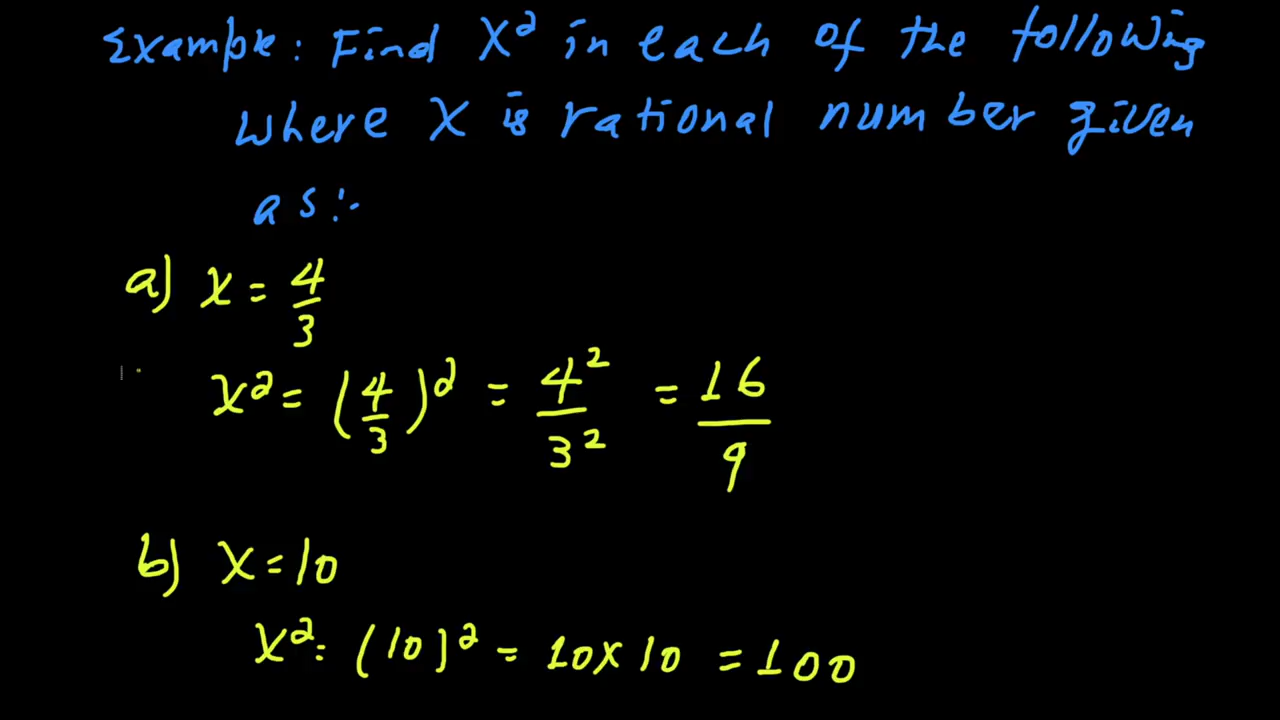 Example: Find X² in each of the following
where X is rational number given
as:-
a) x = 4/3
x² = (4/3)² = 4²/3² = 16/9
b) x = 10
x² = (10)² = 10 x 10 = 100